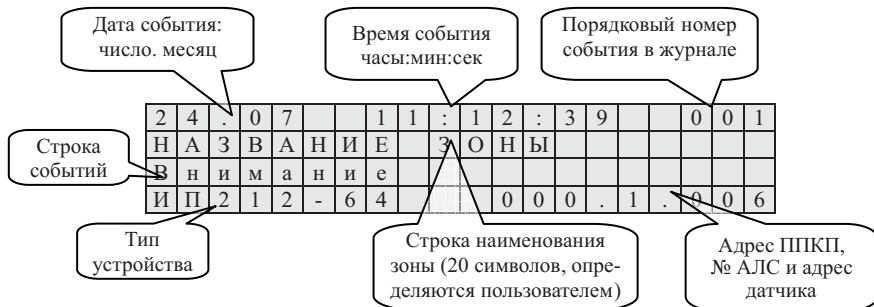 Дата события:
число. месяц
Время события
часы:мин:сек
Порядковый номер
события в журнале
24.07 11:12:39 001
НАЗВАНИЕ ЗОНЫ
Строка
событий
Внимание
ИП212-64 000.1.006
Тип
устройства
Строка наименования
зоны (20 символов, опре-
деляются пользователем)
Адрес ППКП,
№ АЛС и адрес
датчика